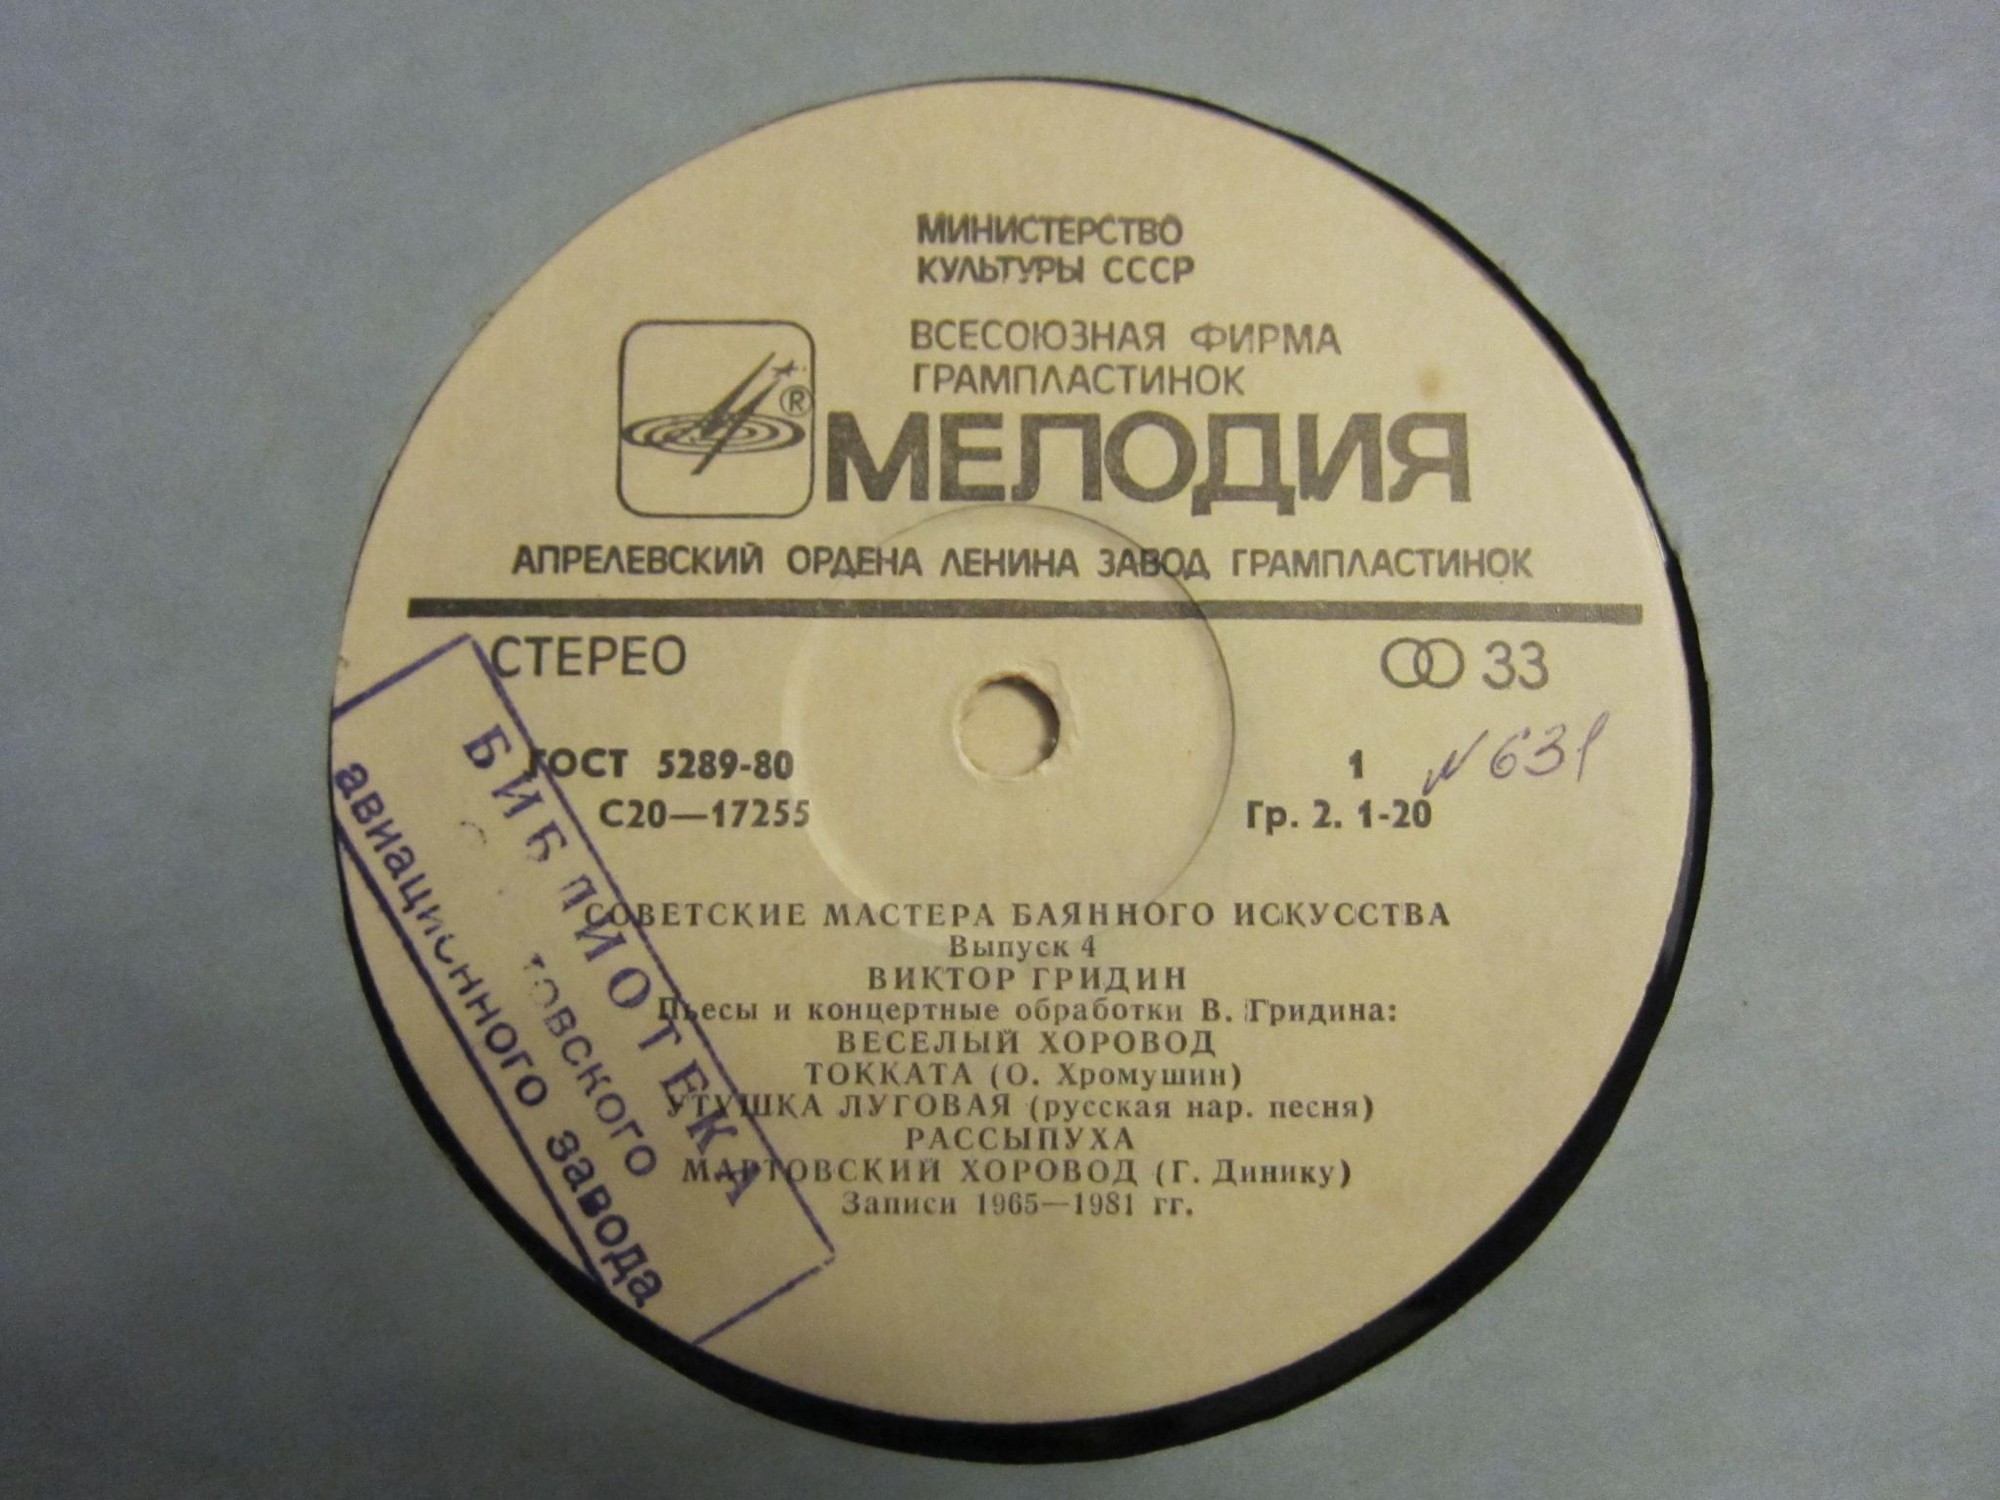 МИНИСТЕРСТВО
КУЛЬТУРЫ СССР
ВСЕСОЮЗНАЯ ФИРМА
ГРАМПЛАСТИНОК
®
МЕЛОДИЯ
АПРЕЛЕВСКИЙ ОРДЕНА ЛЕНИНА ЗАВОД ГРАМПЛАСТИНОК
СТЕРЕО
33
ГОСТ 5289-80
1
N 631
С20—17255
Гр. 2. 1-20
СОВЕТСКИЕ МАСТЕРА БАЯННОГО ИСКУССТВА
Выпуск 4
ВИКТОР ГРИДИН
Пьесы и концертные обработки В. Гридина:
ВЕСЕЛЫЙ ХОРОВОД
ТОККАТА (О. Хромушин)
УТУШКА ЛУГОВАЯ (русская нар. песня)
РАССЫПУХА
МАРТОВСКИЙ ХОРОВОД (Г. Динику)
Записи 1965—1981 гг.
БИБЛИОТЕКА
авиационного завода